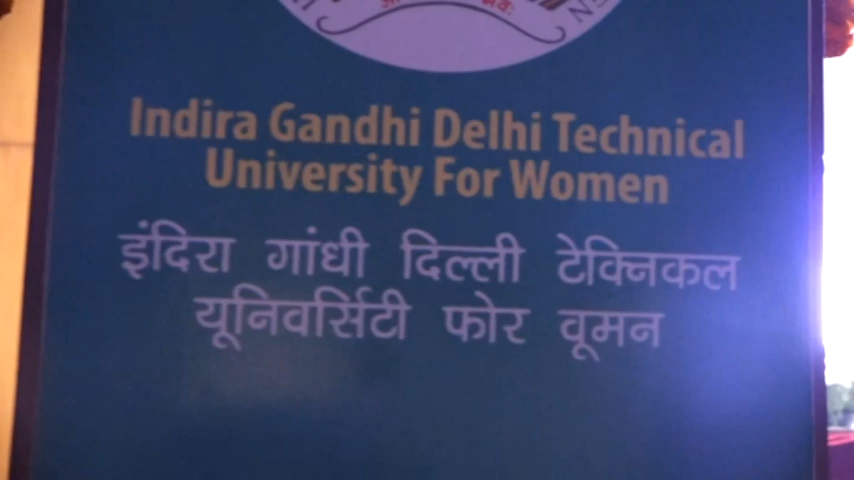 Indira Gandhi Delhi Technical
University For Women
इंदिरा गांधी दिल्ली टेक्निकल
यूनिवर्सिटी फोर वूमन